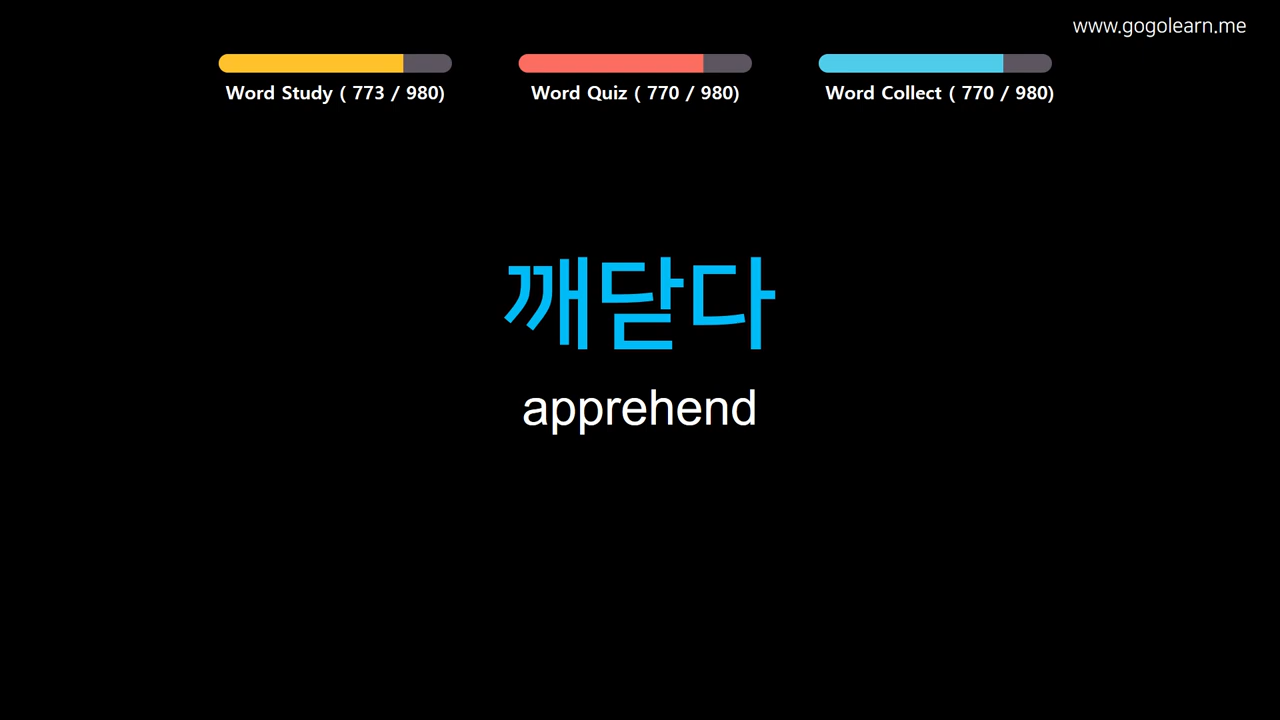 www.gogolearn.me
Word Study ( 773 / 980)
Word Quiz ( 770 / 980)
Word Collect ( 770 / 980)
깨닫다
apprehend